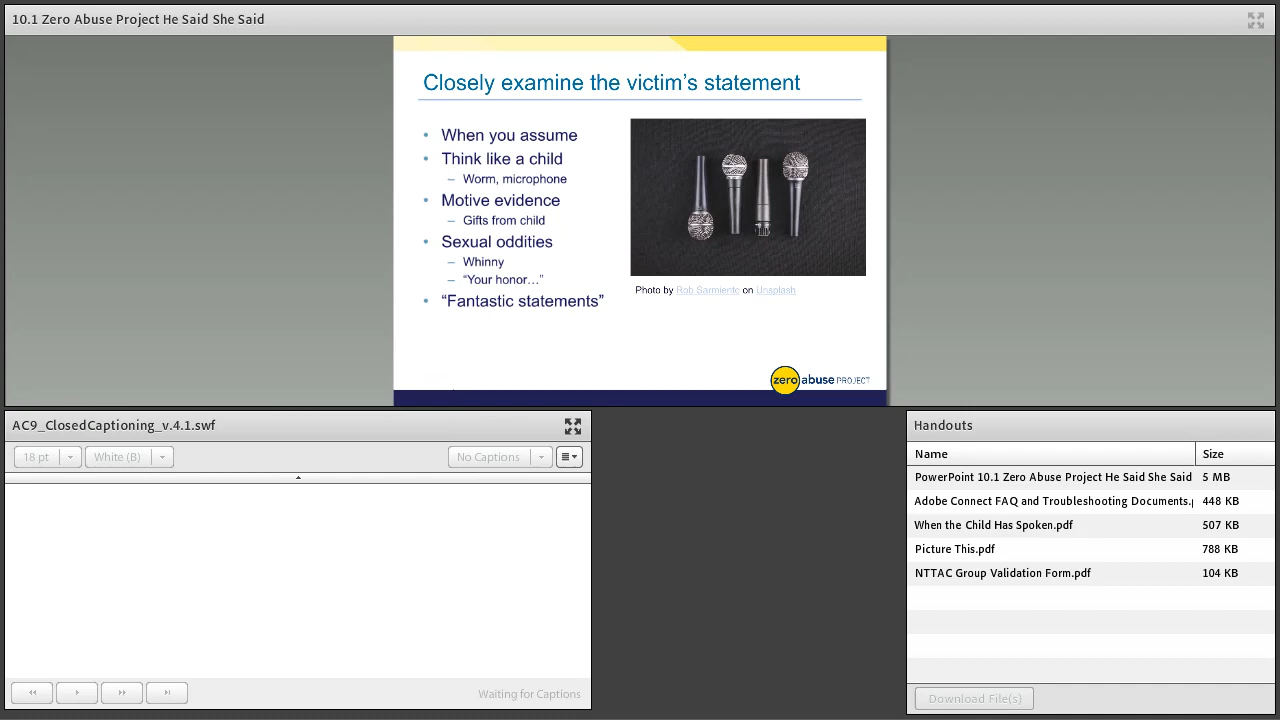 10.1 Zero Abuse Project He Said She Said
Closely examine the victim's statement
• When you assume
• Think like a child
– Worm, microphone
• Motive evidence
– Gifts from child
• Sexual oddities
– Whinny
– "Your honor…"
• "Fantastic statements"
Photo by Rob Sarmiento on Unsplash
zero abuse PROJECT
AC9_ClosedCaptioning_v.4.1.swf
18 pt
White (B)
No Captions
Waiting for Captions
Handouts
Name Size
PowerPoint 10.1 Zero Abuse Project He Said She Said 5 MB
Adobe Connect FAQ and Troubleshooting Documents.p 448 KB
When the Child Has Spoken.pdf 507 KB
Picture This.pdf 788 KB
NTTAC Group Validation Form.pdf 104 KB
Download File(s)